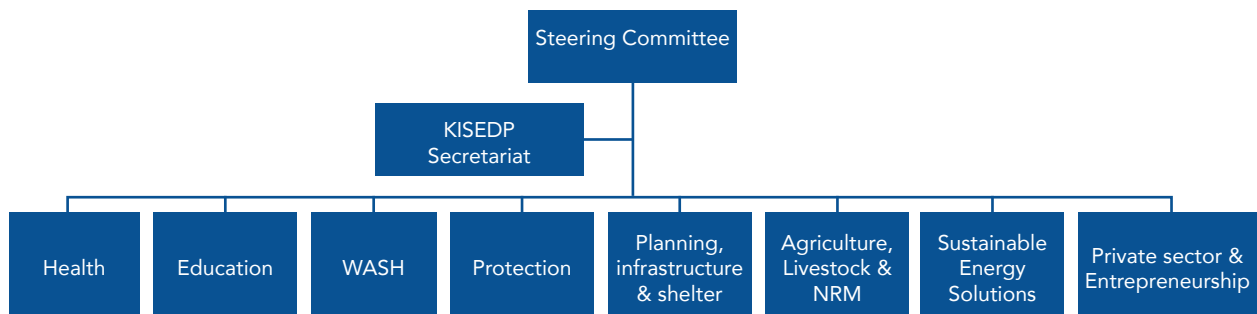 Steering Committee
KISEDP
Secretariat
Health
Education
WASH
Protection
Planning,
infrastructure
& shelter
Agriculture,
Livestock &
NRM
Sustainable
Energy
Solutions
Private sector &
Entrepreneurship